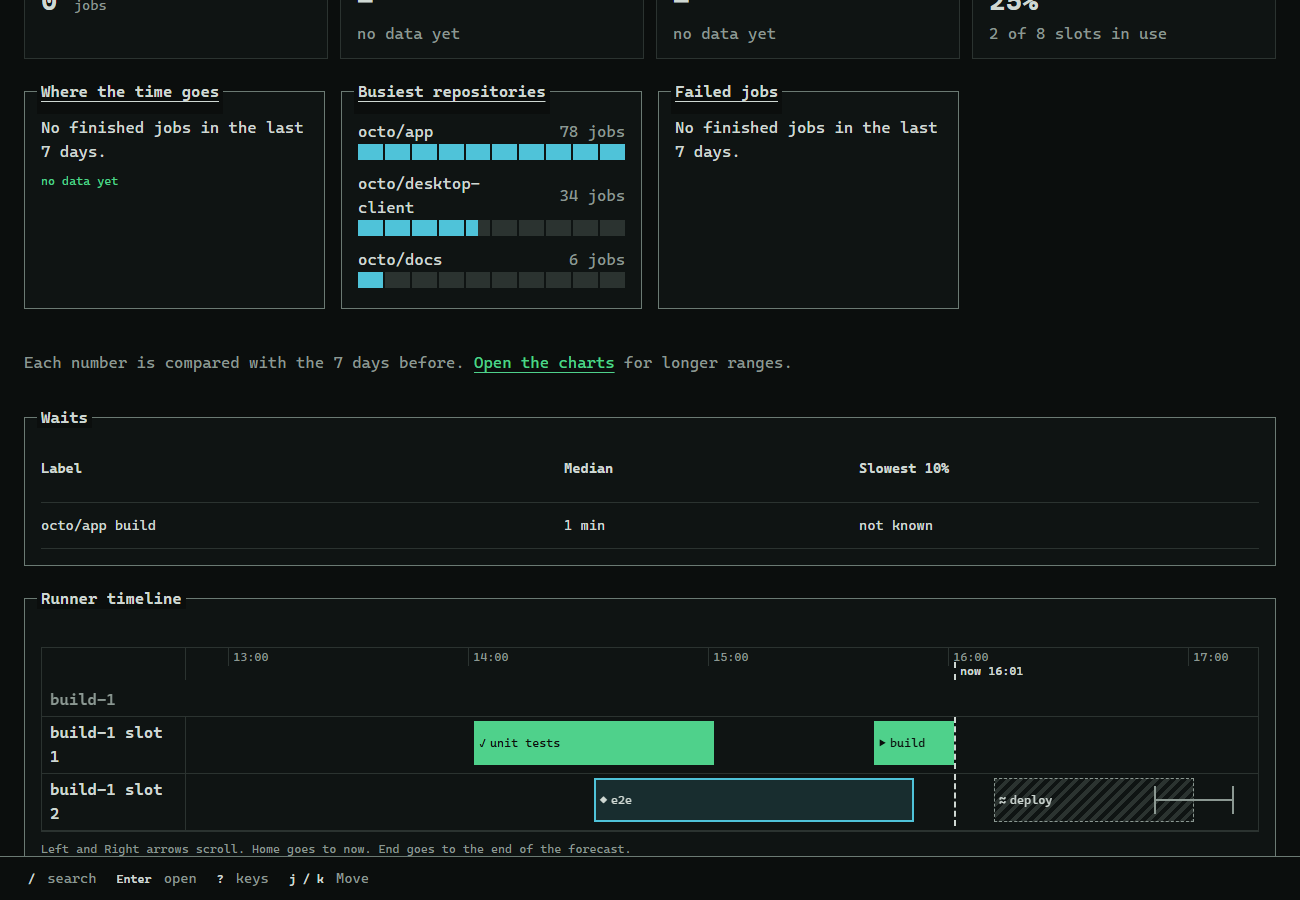 0 jobs
no data yet
no data yet
25%
2 of 8 slots in use
Where the time goes
No finished jobs in the last
7 days.
no data yet
Busiest repositories
octo/app 78 jobs
octo/desktop-
client
34 jobs
octo/docs 6 jobs
Failed jobs
No finished jobs in the last
7 days.
Each number is compared with the 7 days before. Open the charts for longer ranges.
Waits
Label Median Slowest 10%
octo/app build 1 min not known
Runner timeline
13:00 14:00 15:00 16:00 17:00
now 16:01
build-1
build-1 slot
1
✓ unit tests
▶ build
build-1 slot
2
◆ e2e
≈ deploy
Left and Right arrows scroll. Home goes to now. End goes to the end of the forecast.
/ search Enter open ? keys j / k Move